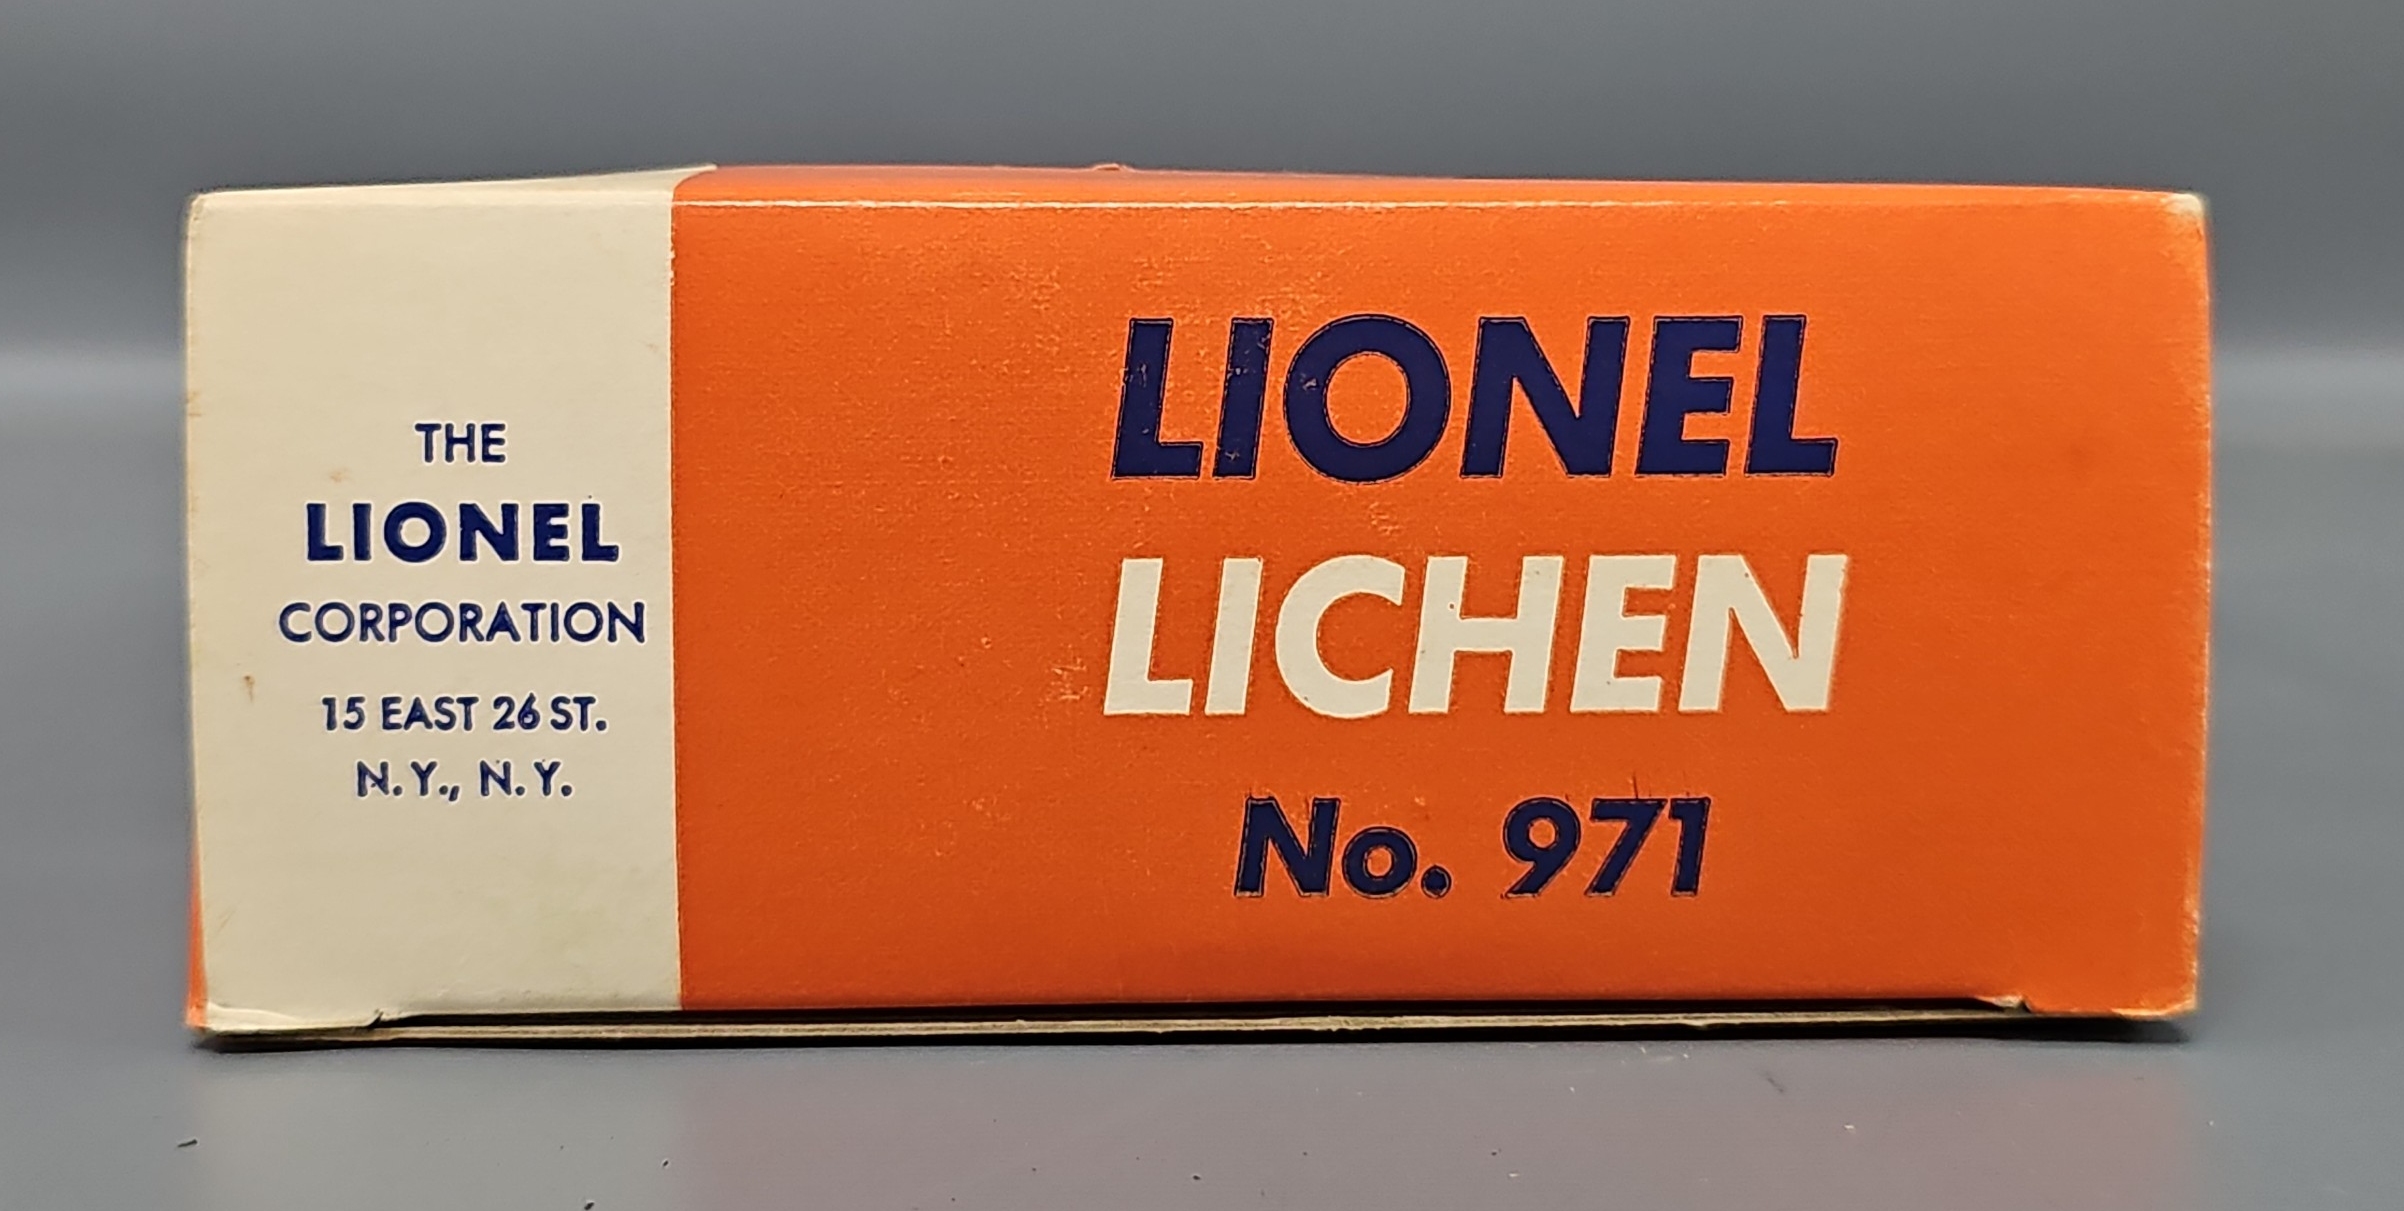 THE
LIONEL
CORPORATION
15 EAST 26 ST.
N.Y., N.Y.
LIONEL
LICHEN
No. 971